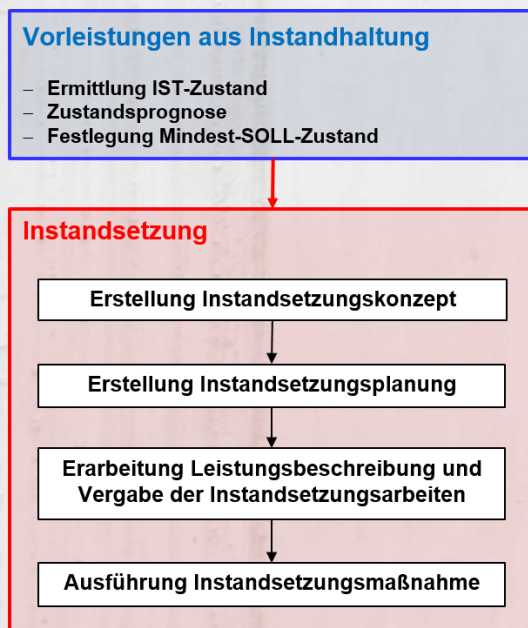 Vorleistungen aus Instandhaltung
– Ermittlung IST-Zustand
– Zustandsprognose
– Festlegung Mindest-SOLL-Zustand
Instandsetzung
Erstellung Instandsetzungskonzept
Erstellung Instandsetzungsplanung
Erarbeitung Leistungsbeschreibung und
Vergabe der Instandsetzungsarbeiten
Ausführung Instandsetzungsmaßnahme